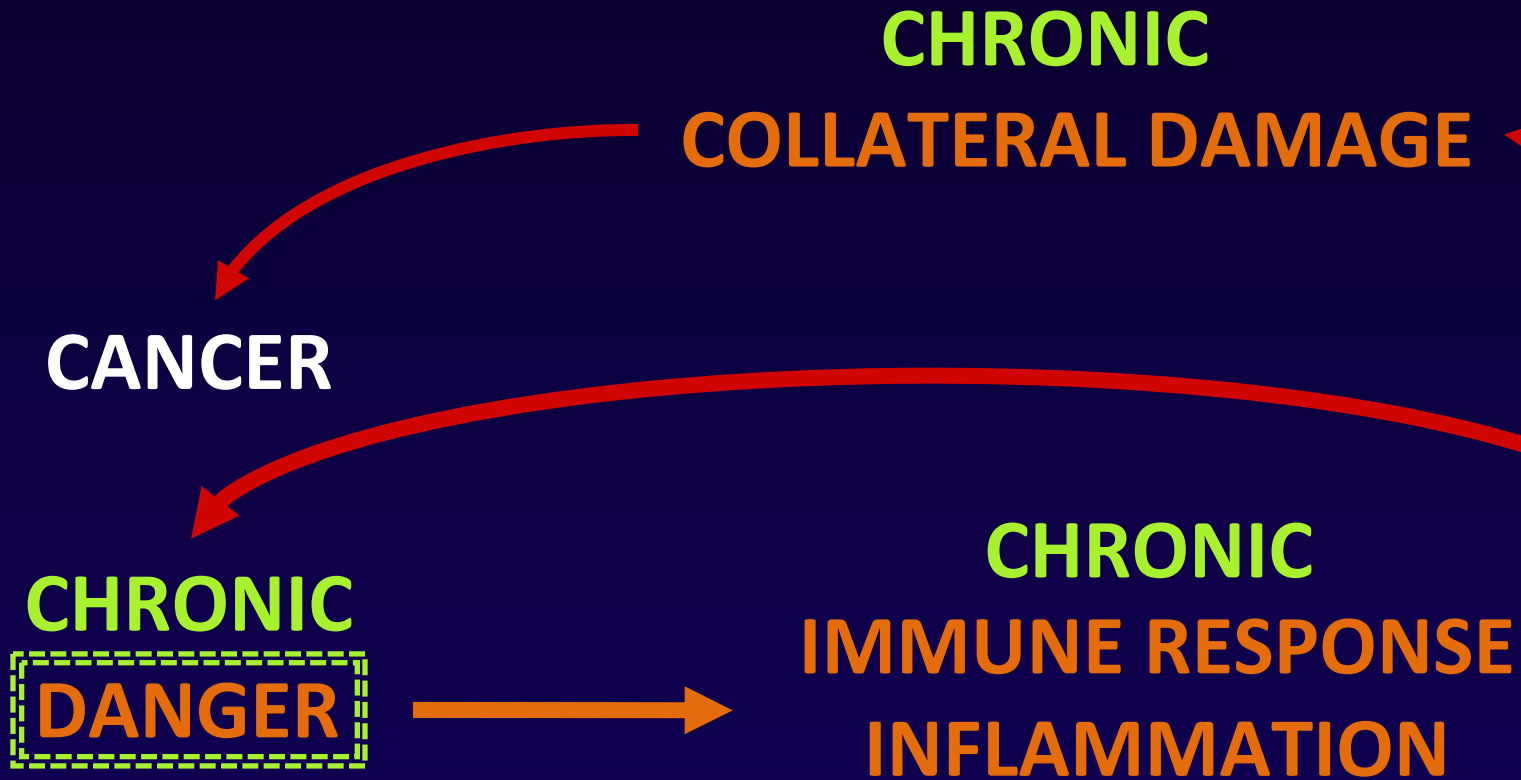 CHRONIC
COLLATERAL DAMAGE
CANCER
CHRONIC
DANGER
CHRONIC
IMMUNE RESPONSE
INFLAMMATION